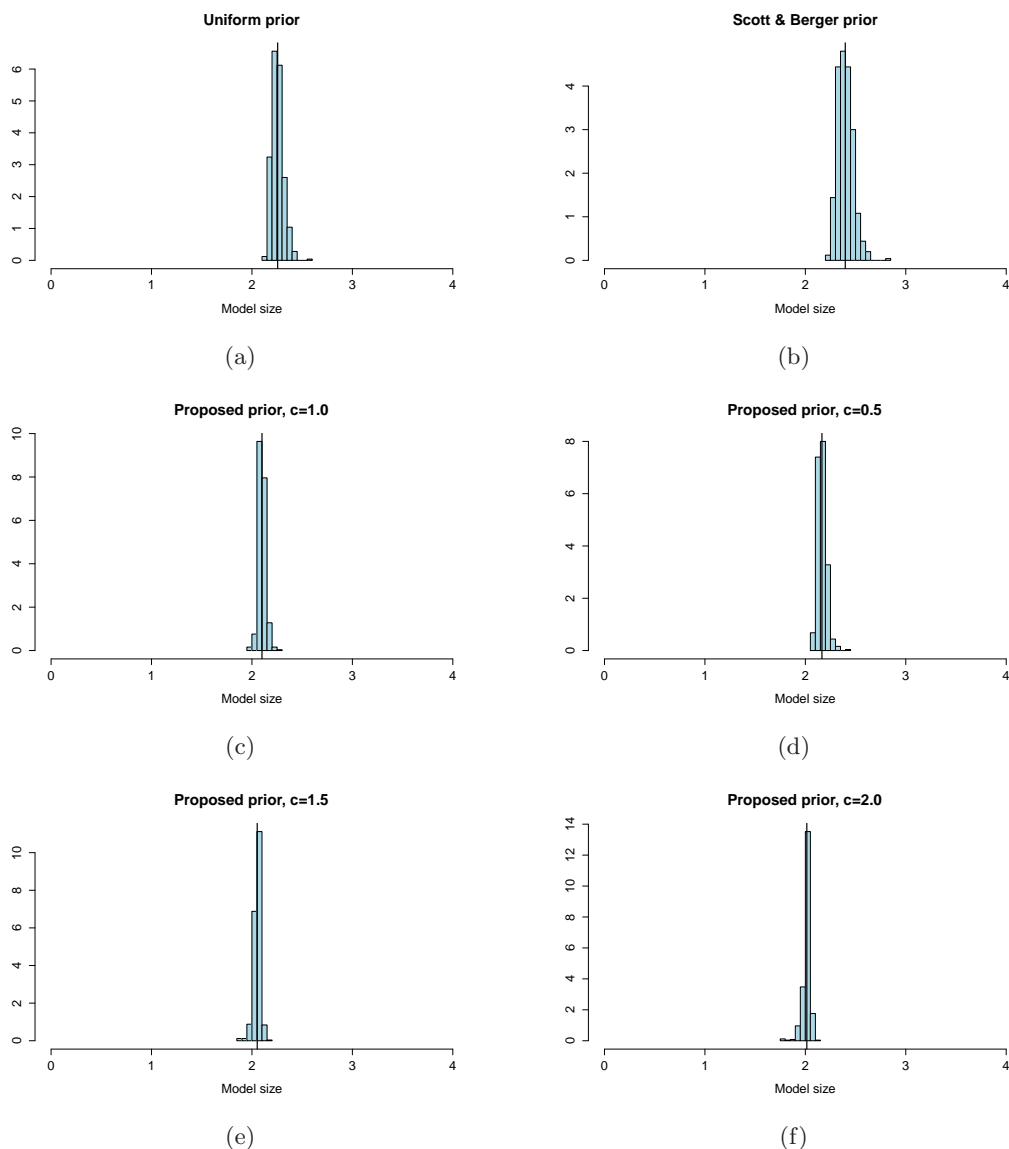 Uniform prior
0 1 2 3 4 5 6
0 1 2 3 4
Model size
(a)
Scott & Berger prior
0 1 2 3 4
0 1 2 3 4
Model size
(b)
Proposed prior, c=1.0
0 2 4 6 8 10
0 1 2 3 4
Model size
(c)
Proposed prior, c=0.5
0 2 4 6 8
0 1 2 3 4
Model size
(d)
Proposed prior, c=1.5
0 2 4 6 8 10
0 1 2 3 4
Model size
(e)
Proposed prior, c=2.0
0 2 4 6 8 10 12 14
0 1 2 3 4
Model size
(f)